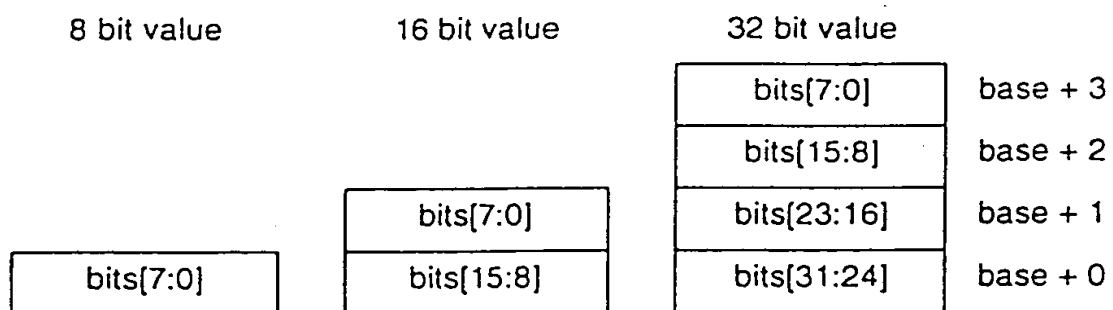 8 bit value 16 bit value 32 bit value
bits[7:0] base + 3
bits[15:8] base + 2
bits[7:0] bits[23:16] base + 1
bits[7:0] bits[15:8] bits[31:24] base + 0